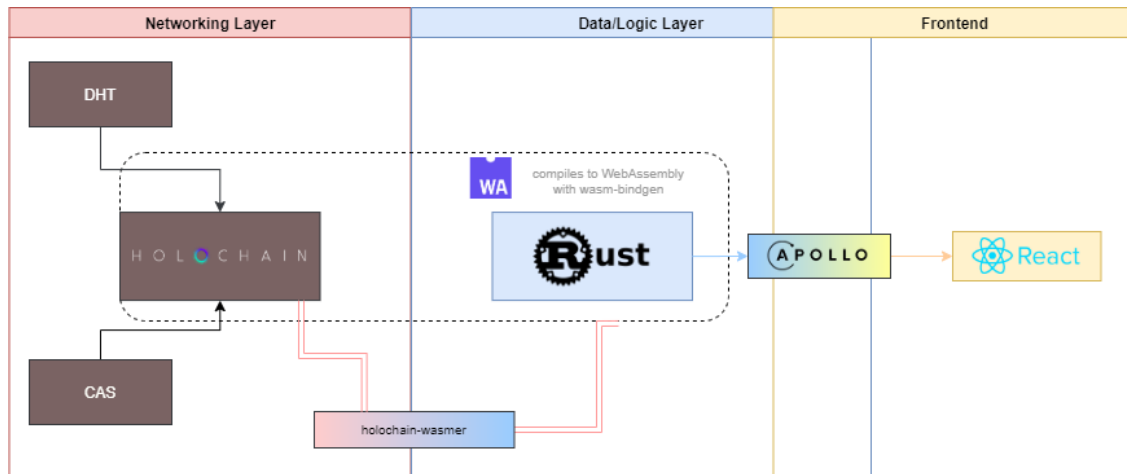 Networking Layer
Data/Logic Layer
Frontend
DHT
WA
compiles to WebAssembly
with wasm-bindgen
HOLOCHAIN
Rust
APOLLO
React
CAS
holochain-wasmer